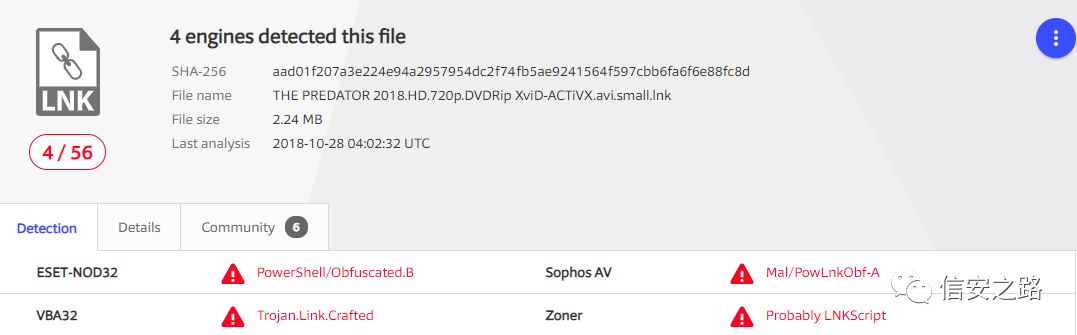 4 engines detected this file
SHA-256 aad01f207a3e224e94a2957954dc2f74fb5ae9241564f597cbb6fa6f6e88fc8d
File name THE PREDATOR 2018.HD.720p.DVDRip XviD-ACTiVX.avi.small.lnk
File size 2.24 MB
Last analysis 2018-10-28 04:02:32 UTC
LNK
4 / 56
Detection Details Community 6
ESET-NOD32 PowerShell/Obfuscated.B Sophos AV Mal/PowLnkObf-A
VBA32 Trojan.Link.Crafted Zoner Probably LNKScript
信安之路